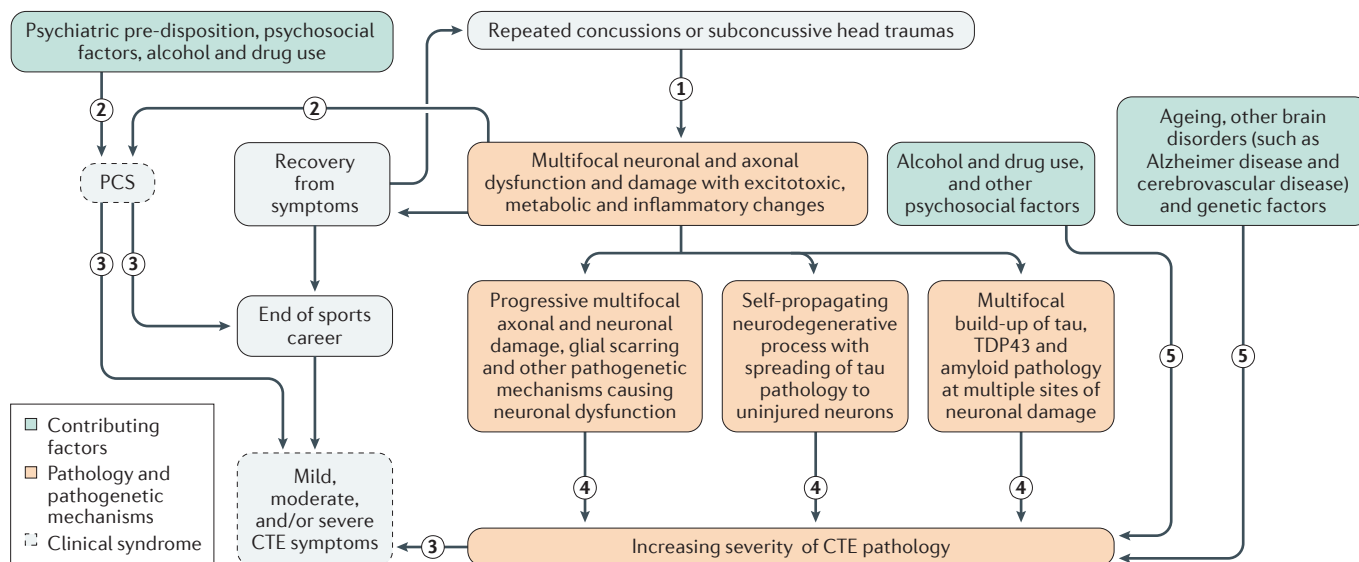 Psychiatric pre-disposition, psychosocial
factors, alcohol and drug use
Repeated concussions or subconcussive head traumas
1
2
2
Ageing, other brain
disorders (such as
Alzheimer disease and
cerebrovascular disease)
and genetic factors
PCS
Recovery
from
symptoms
Multifocal neuronal and axonal
dysfunction and damage with excitotoxic,
metabolic and inflammatory changes
Alcohol and drug use,
and other
psychosocial factors
3
3
End of sports
career
Progressive multifocal
axonal and neuronal
damage, glial scarring
and other pathogenetic
mechanisms causing
neuronal dysfunction
Self-propagating
neurodegenerative
process with
spreading of tau
pathology to
uninjured neurons
Multifocal
build-up of tau,
TDP43 and
amyloid pathology
at multiple sites of
neuronal damage
5
5
Contributing
factors
Pathology and
pathogenetic
mechanisms
Clinical syndrome
Mild,
moderate,
and/or severe
CTE symptoms
4
4
4
3
Increasing severity of CTE pathology